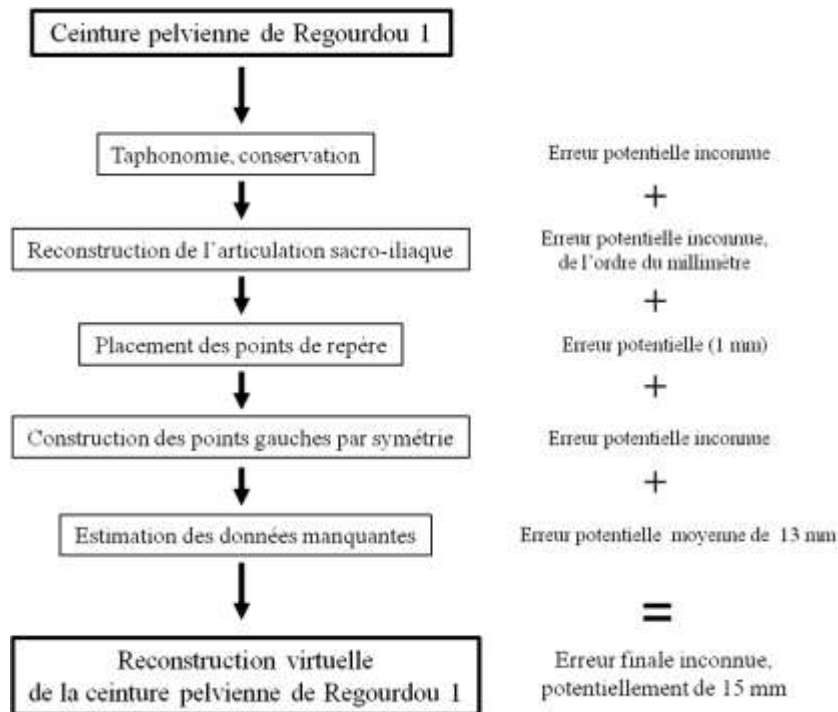 Ceinture pelvienne de Regourdou 1
Taphonomie, conservation
Erreur potentielle inconnue
+
Reconstruction de l'articulation sacro-iliaque
Erreur potentielle inconnue,
de l'ordre du millimètre
+
Placement des points de repère
Erreur potentielle (1 mm)
+
Construction des points gauches par symétrie
Erreur potentielle inconnue
+
Estimation des données manquantes
Erreur potentielle moyenne de 13 mm
=
Reconstruction virtuelle
de la ceinture pelvienne de Regourdou 1
Erreur finale inconnue,
potentiellement de 15 mm